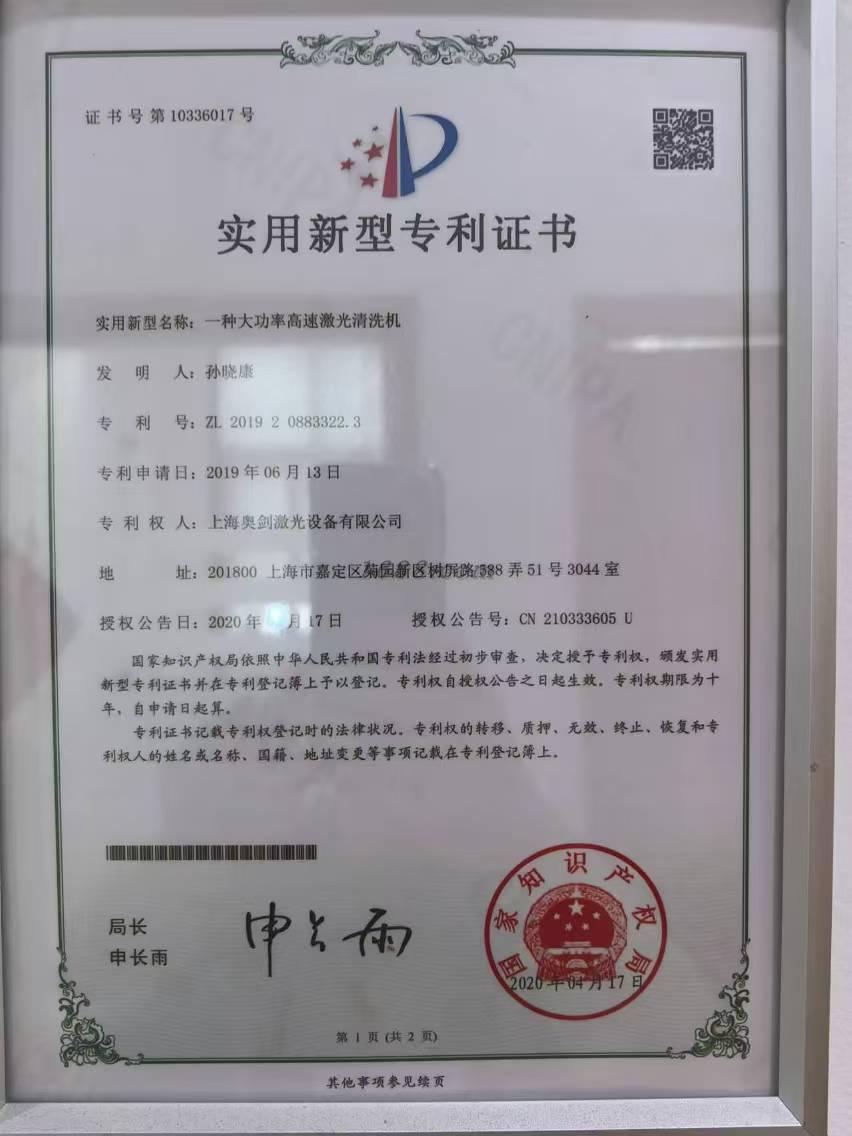 证书号第10336017号
实用新型专利证书
实用新型名称：一种大功率高速激光清洗机
发 明 人：孙晓康
专 利 号：ZL 2019 2 0883322.3
专利申请日：2019年06月13日
专 利 权 人：上海奥剑激光设备有限公司
地 址：201800 上海市嘉定区菊园新区树屏路588弄51号3044室
授权公告日：2020年 月17日 授权公告号：CN 210333605 U
国家知识产权局依照中华人民共和国专利法经过初步审查，决定授予专利权，颁发实用
新型专利证书并在专利登记簿上予以登记。专利权自授权公告之日起生效。专利权期限为十
年，自申请日起算。
专利证书记载专利权登记时的法律状况。专利权的转移、质押、无效、终止、恢复和专
利权人的姓名或名称、国籍、地址变更等事项记载在专利登记簿上。
局长
申长雨
申长雨
国家知识产权局
2020年04月17日
第 1 页 (共 2 页)
其他事项参见续页
CNIPA